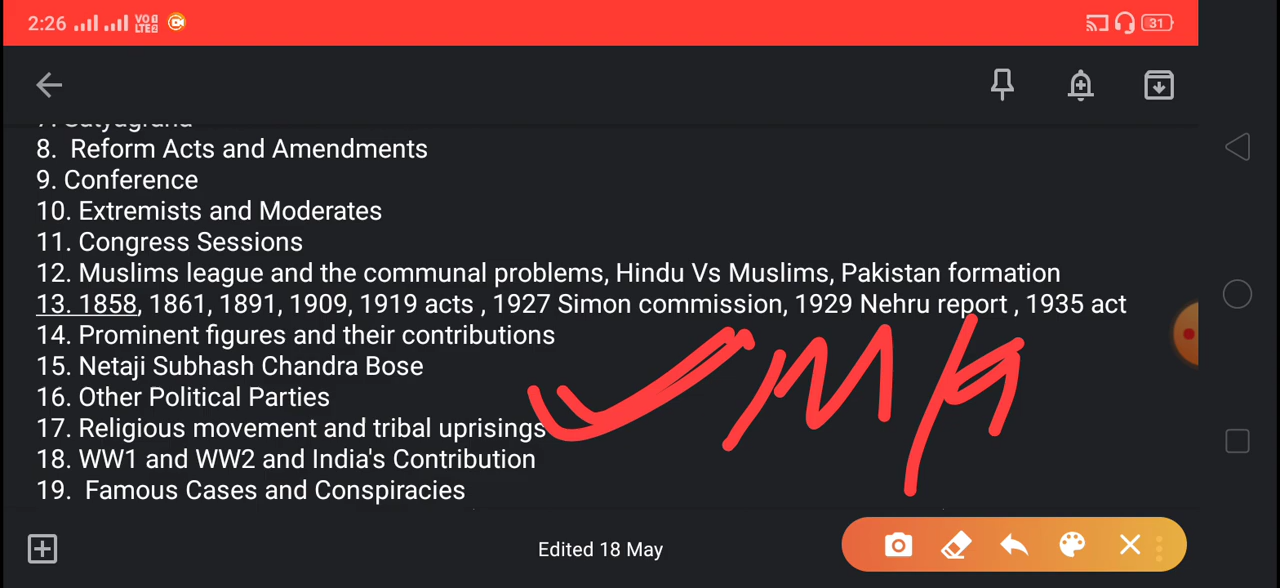 2:26 VO LTE 31
7. Satyagraha
8. Reform Acts and Amendments
9. Conference
10. Extremists and Moderates
11. Congress Sessions
12. Muslims league and the communal problems, Hindu Vs Muslims, Pakistan formation
13. 1858, 1861, 1891, 1909, 1919 acts , 1927 Simon commission, 1929 Nehru report , 1935 act
14. Prominent figures and their contributions
15. Netaji Subhash Chandra Bose
16. Other Political Parties
17. Religious movement and tribal uprisings
18. WW1 and WW2 and India's Contribution
19. Famous Cases and Conspiracies
Edited 18 May